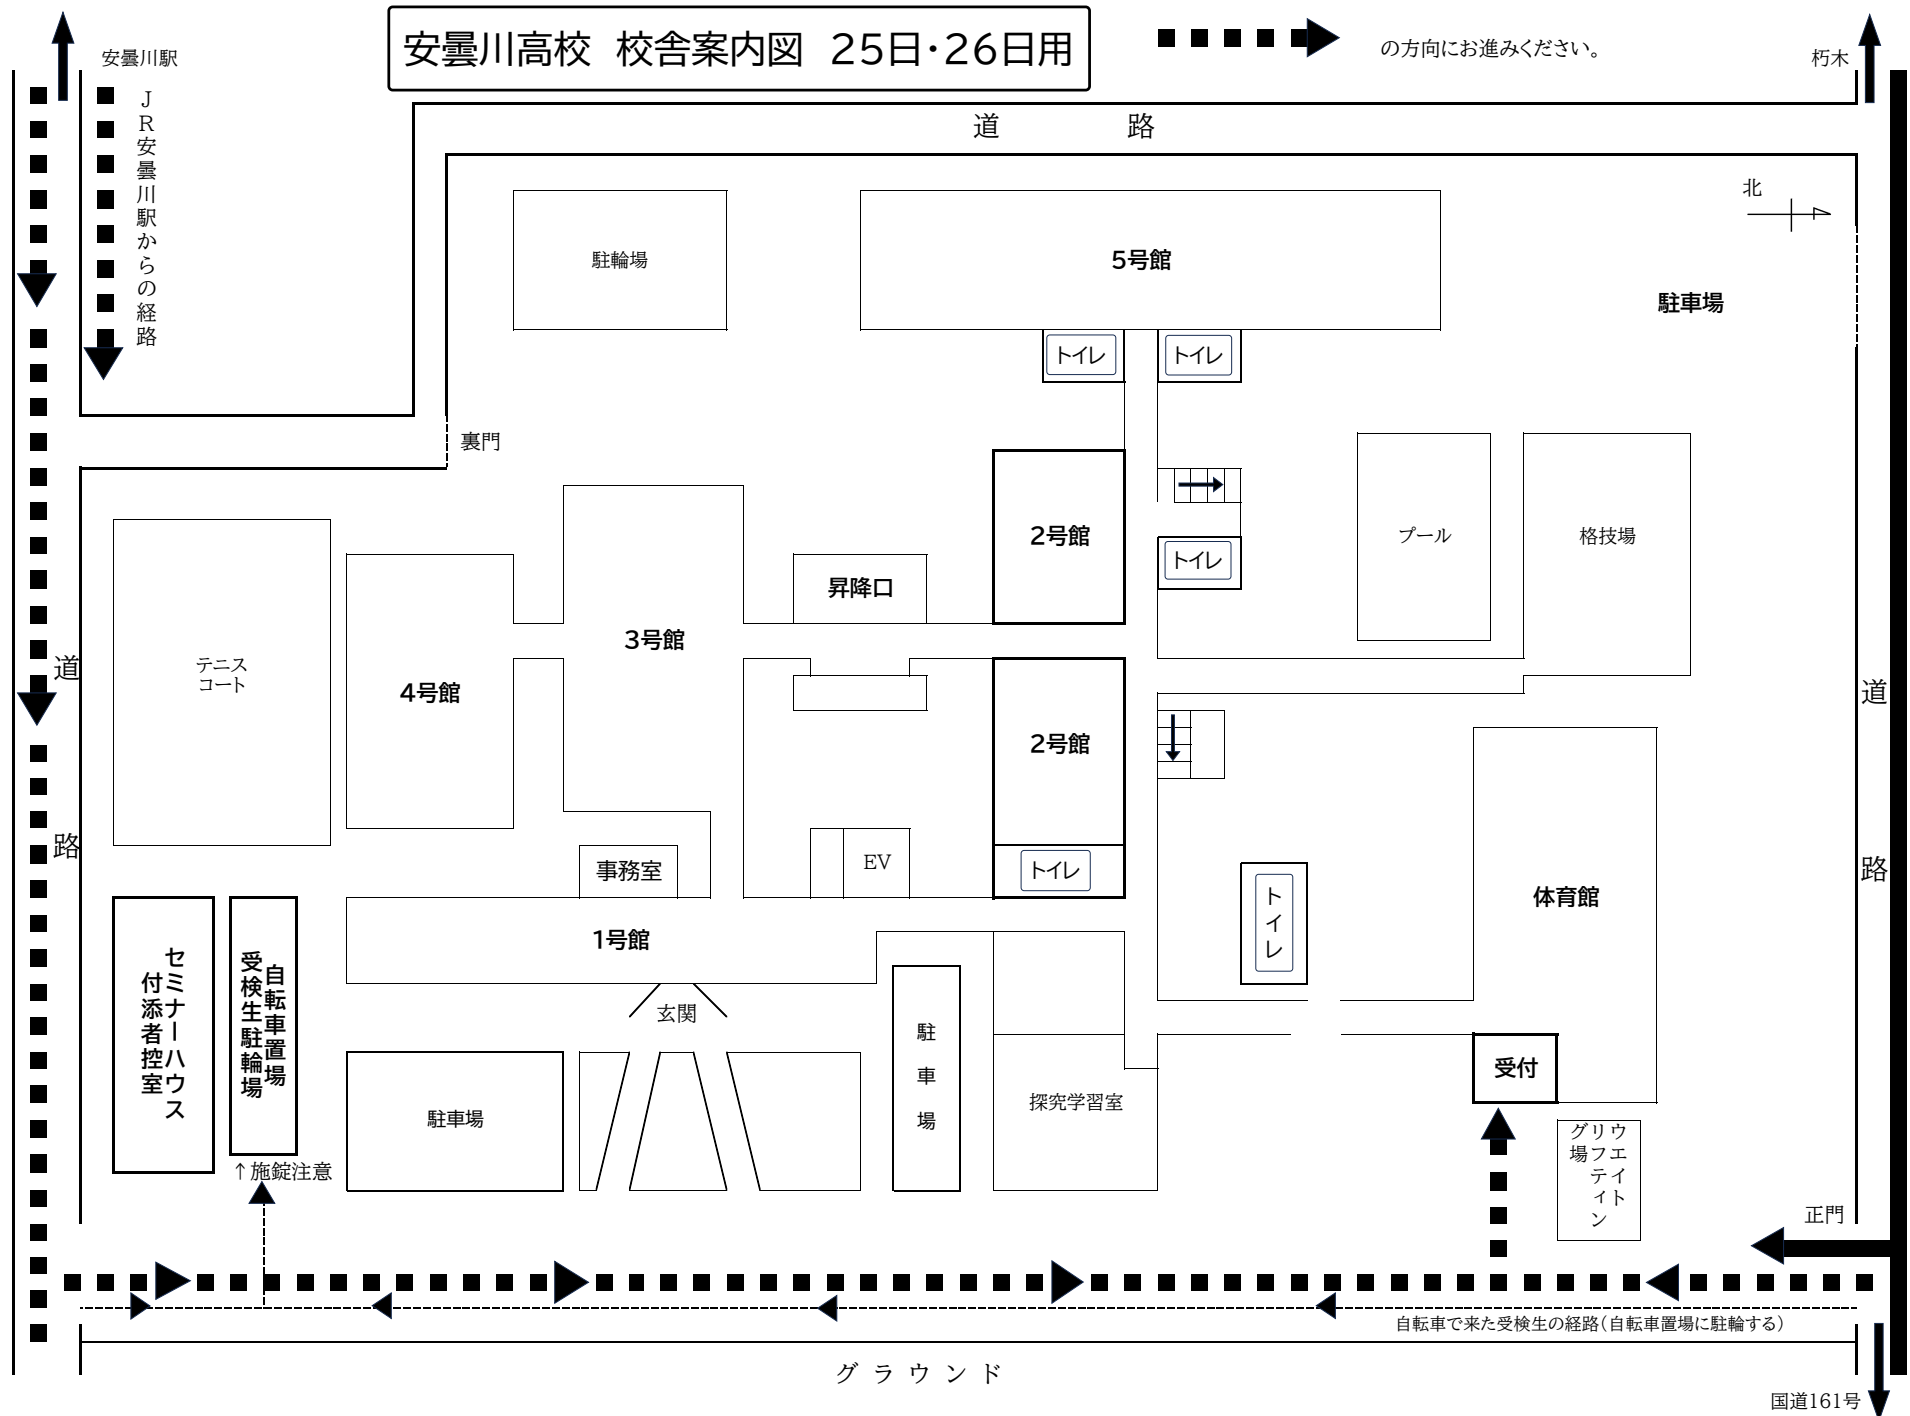 安曇川高校 校舎案内図 25日・26日用
の方向にお進みください。
安曇川駅
朽木
JR安曇川駅からの経路
道 路
北
駐輪場
5号館
駐車場
トイレ
トイレ
裏門
2号館
トイレ
プール
格技場
昇降口
3号館
テニス
コート
4号館
道 路
道 路
2号館
トイレ
EV
事務室
トイレ
体育館
1号館
セミナーハウス
付添者控室
自転車置場
受検生駐輪場
↑施錠注意
玄関
駐車場
駐車場
探究学習室
受付
ウエイト
リフティン
グ場
正門
自転車で来た受検生の経路(自転車置場に駐輪する)
グラウンド
国道161号